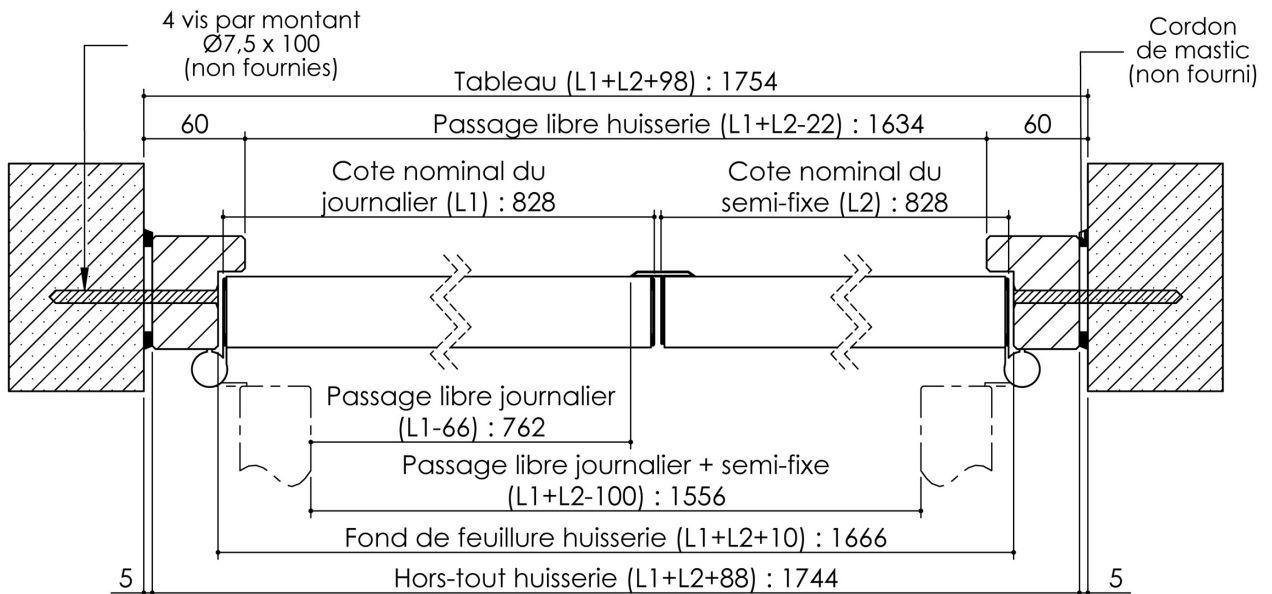 4 vis par montant
Ø7,5 x 100
(non fournies)
Cordon
de mastic
(non fourni)
Tableau (L1+L2+98) : 1754
60
Passage libre huisserie (L1+L2-22) : 1634
60
Cote nominal du
journalier (L1) : 828
Cote nominal du
semi-fixe (L2) : 828
Passage libre journalier
(L1-66) : 762
Passage libre journalier + semi-fixe
(L1+L2-100) : 1556
Fond de feuillure huisserie (L1+L2+10) : 1666
5
Hors-tout huisserie (L1+L2+88) : 1744
5